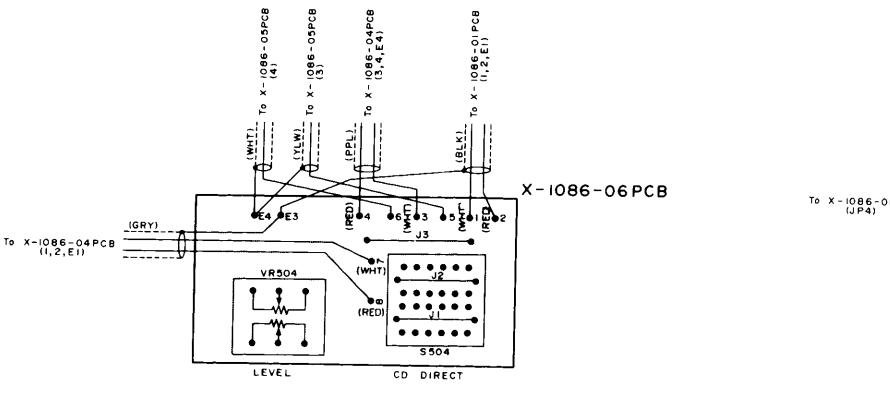 To X-1086-05PCB
(4)
To X-1086-05PCB
(3)
To X-1086-04PCB
(3,4,E4)
To X-1086-01PCB
(1,2,E1)
(WHT)
(YLW)
(PPL)
(BLK)
X-1086-06PCB
To X-1086-0
(JP4)
E4
E3
(RED)
4
6
(WHT)
3
5
(WHT)
1
(RED)
2
(GRY)
To X-1086-04PCB
(1,2,E1)
J3
7
(WHT)
VR504
J2
8
(RED)
J1
S504
LEVEL
CD DIRECT